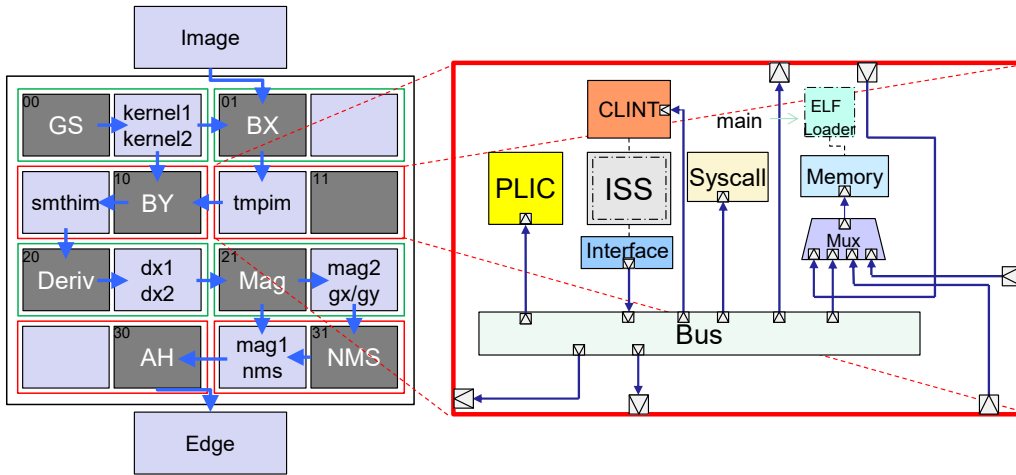 Image
00
GS
kernel1
kernel2
01
BX
smthim
10
BY
tmpim
11
20
Deriv
dx1
dx2
21
Mag
mag2
gx/gy
30
AH
mag1
nms
31
NMS
Edge
CLINT
main
ELF
Loader
PLIC
ISS
Syscall
Memory
Interface
Mux
Bus